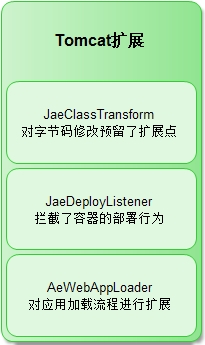 Tomcat扩展
JaeClassTransform
对字节码修改预留了扩展点
JaeDeployListener
拦截了容器的部署行为
AeWebAppLoader
对应用加载流程进行扩展